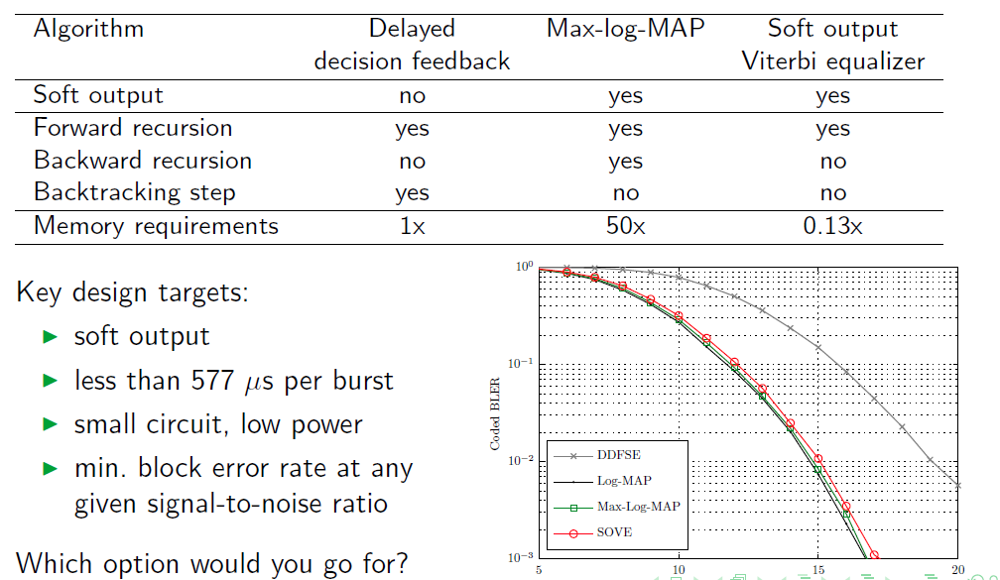 Algorithm Delayed Max-log-MAP Soft output
decision feedback Viterbi equalizer
Soft output no yes yes
Forward recursion yes yes yes
Backward recursion no yes no
Backtracking step yes no no
Memory requirements 1x 50x 0.13x
Key design targets:
▶ soft output
▶ less than 577 μs per burst
▶ small circuit, low power
▶ min. block error rate at any
given signal-to-noise ratio
Which option would you go for?
10⁰
10⁻¹
10⁻²
10⁻³
Coded BLER
DDFSE
Log-MAP
Max-Log-MAP
SOVE
5 10 15 20